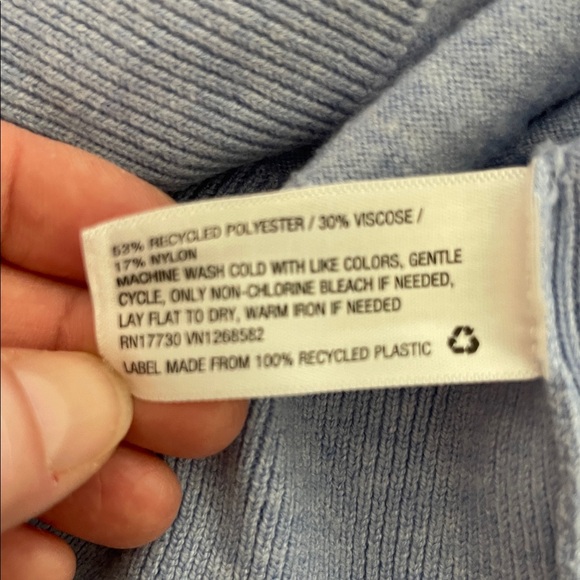 53% RECYCLED POLYESTER / 30% VISCOSE /
17% NYLON
MACHINE WASH COLD WITH LIKE COLORS, GENTLE
CYCLE, ONLY NON-CHLORINE BLEACH IF NEEDED,
LAY FLAT TO DRY, WARM IRON IF NEEDED
RN17730 VN1268582
LABEL MADE FROM 100% RECYCLED PLASTIC